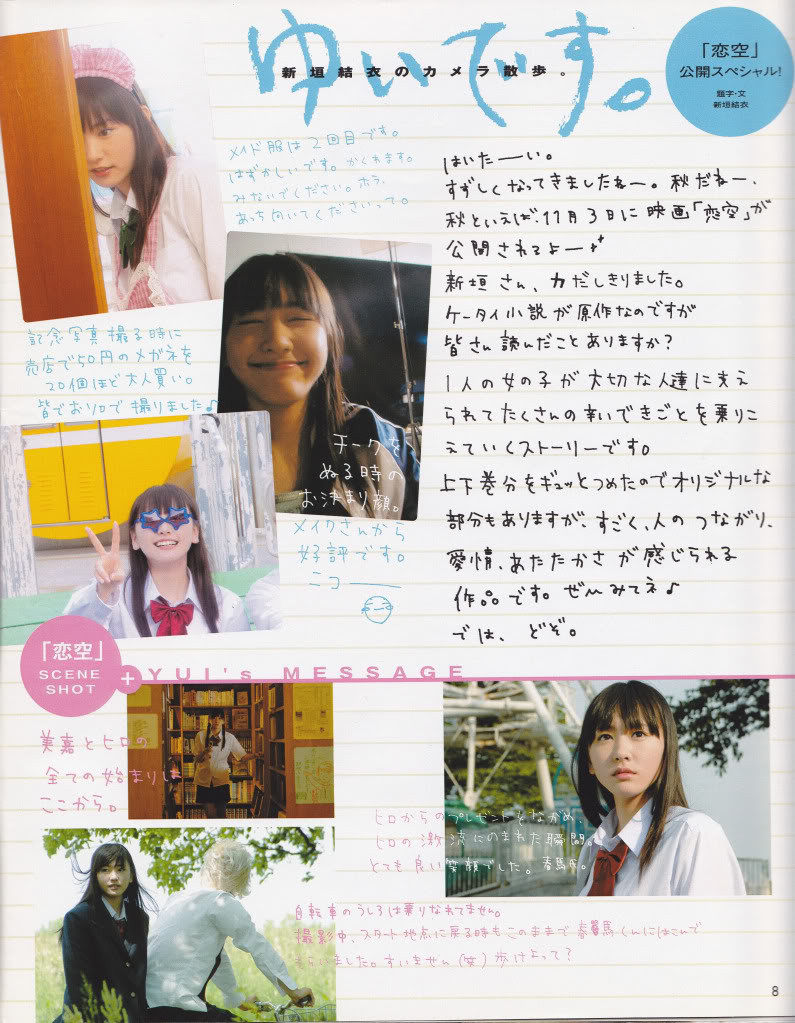 ゆいです。
新垣結衣のカメラ散歩。
「恋空」
公開スペシャル!
題字・文
新垣結衣
メイド服は2回目です。
はずかしいです。かくれます。
みないでください。ホラ、
あっち向いてくださいって。
はいたーい。
すずしくなってきましたねー。秋だねー、
秋といえば、11月3日に映画「恋空」が
公開されてよー
新垣さん、力だしきりました。
ケータイ小説が原作なのですが
皆さん読んだことありますか?
1人の女の子が大切な人達に支え
られてたくさんの辛いできごとを乗りこ
えていくストーリーです。
上下巻分をギュッとつめたのでオリジナルな
部分もありますが、すごく、人のつながり、
愛情、あたたかさが感じられる
作品です。ぜひみてネ♪
では、どぞ。
記念写真撮る時に
売店で50円のメガネを
20個ほど大人買い。
皆でおソロで撮りました♪
チークを
ぬる時の
お決まり顔。
メイクさんから
好評です。
ニコ――
「恋空」
SCENE
SHOT
+
YUI's MESSAGE
美嘉とヒロの
全ての始まりは
ここから。
ヒロからのプレゼントをながめ、
ヒロの激流にのまれた瞬間。
とても良い笑顔でした。春馬氏。
自転車のうしろは乗りなれてません。
撮影中、スタート地点に戻る時もこのままで春馬くんにはこんで
もらいました。すいません(笑)歩けよって?
8